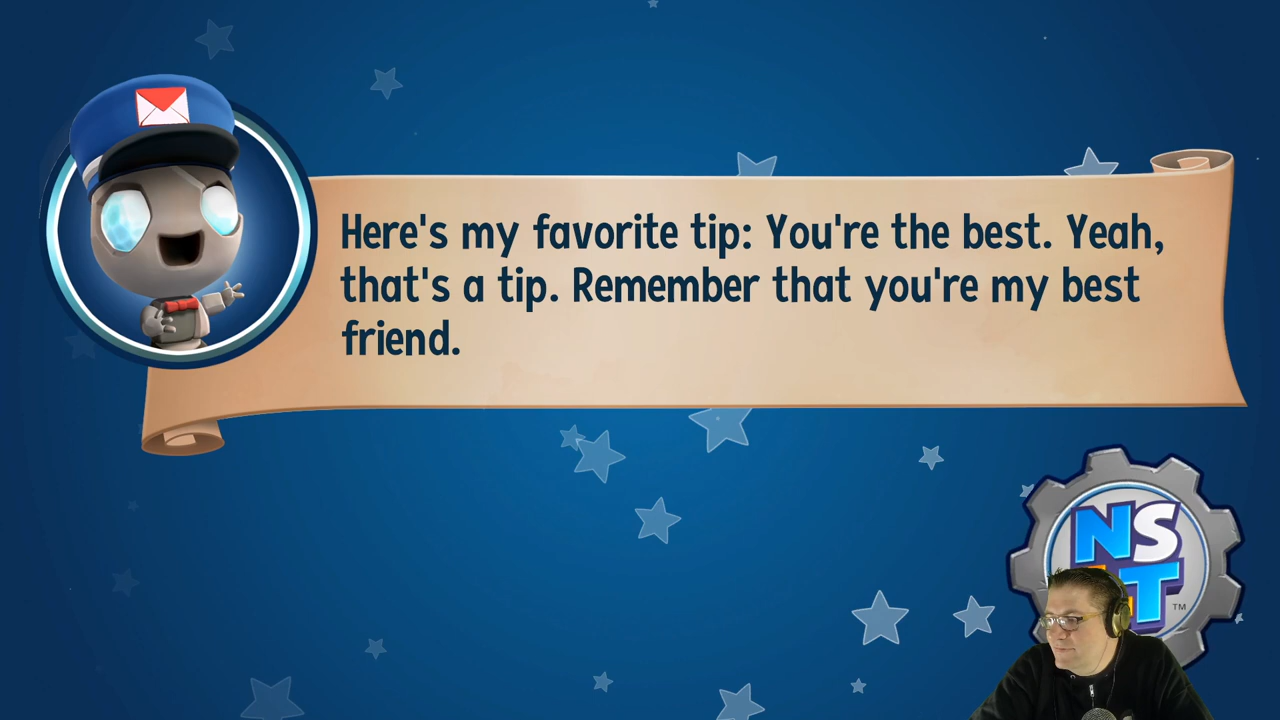 Here's my favorite tip: You're the best. Yeah,
that's a tip. Remember that you're my best
friend.
NS
T™